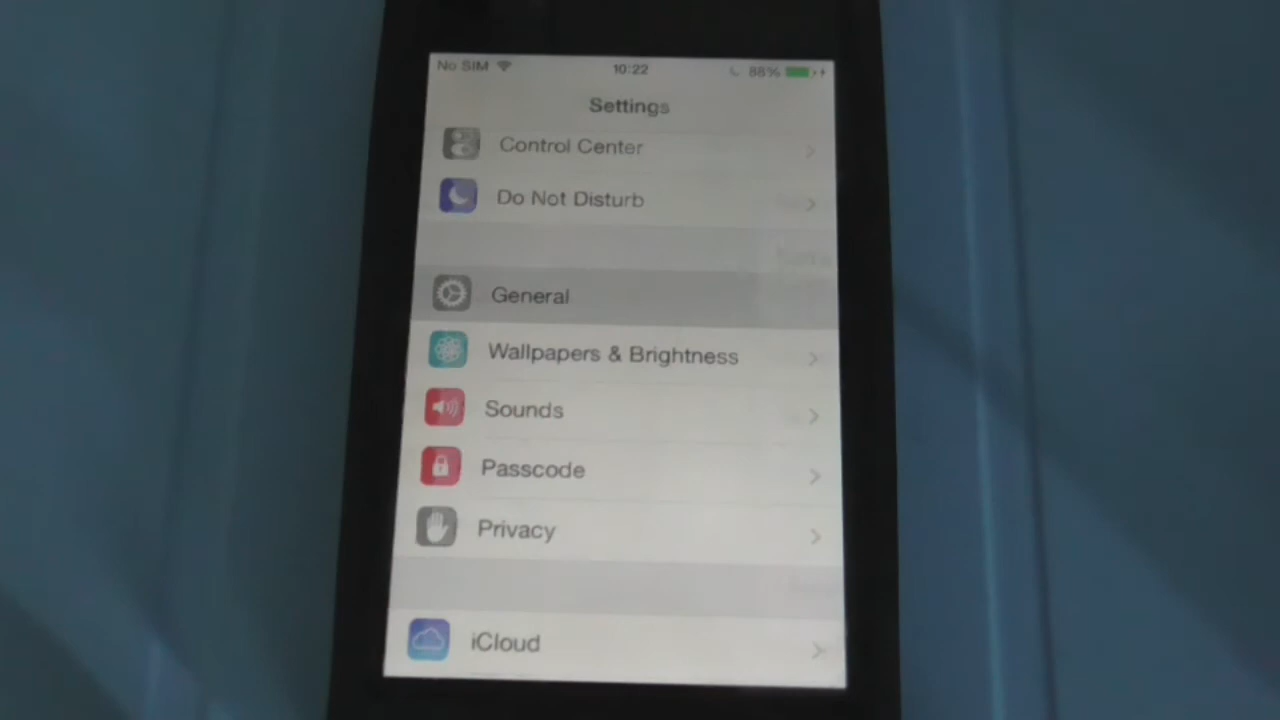 No SIM 10:22 88%
Settings
Control Center
Do Not Disturb
General
Wallpapers & Brightness
Sounds
Passcode
Privacy
iCloud